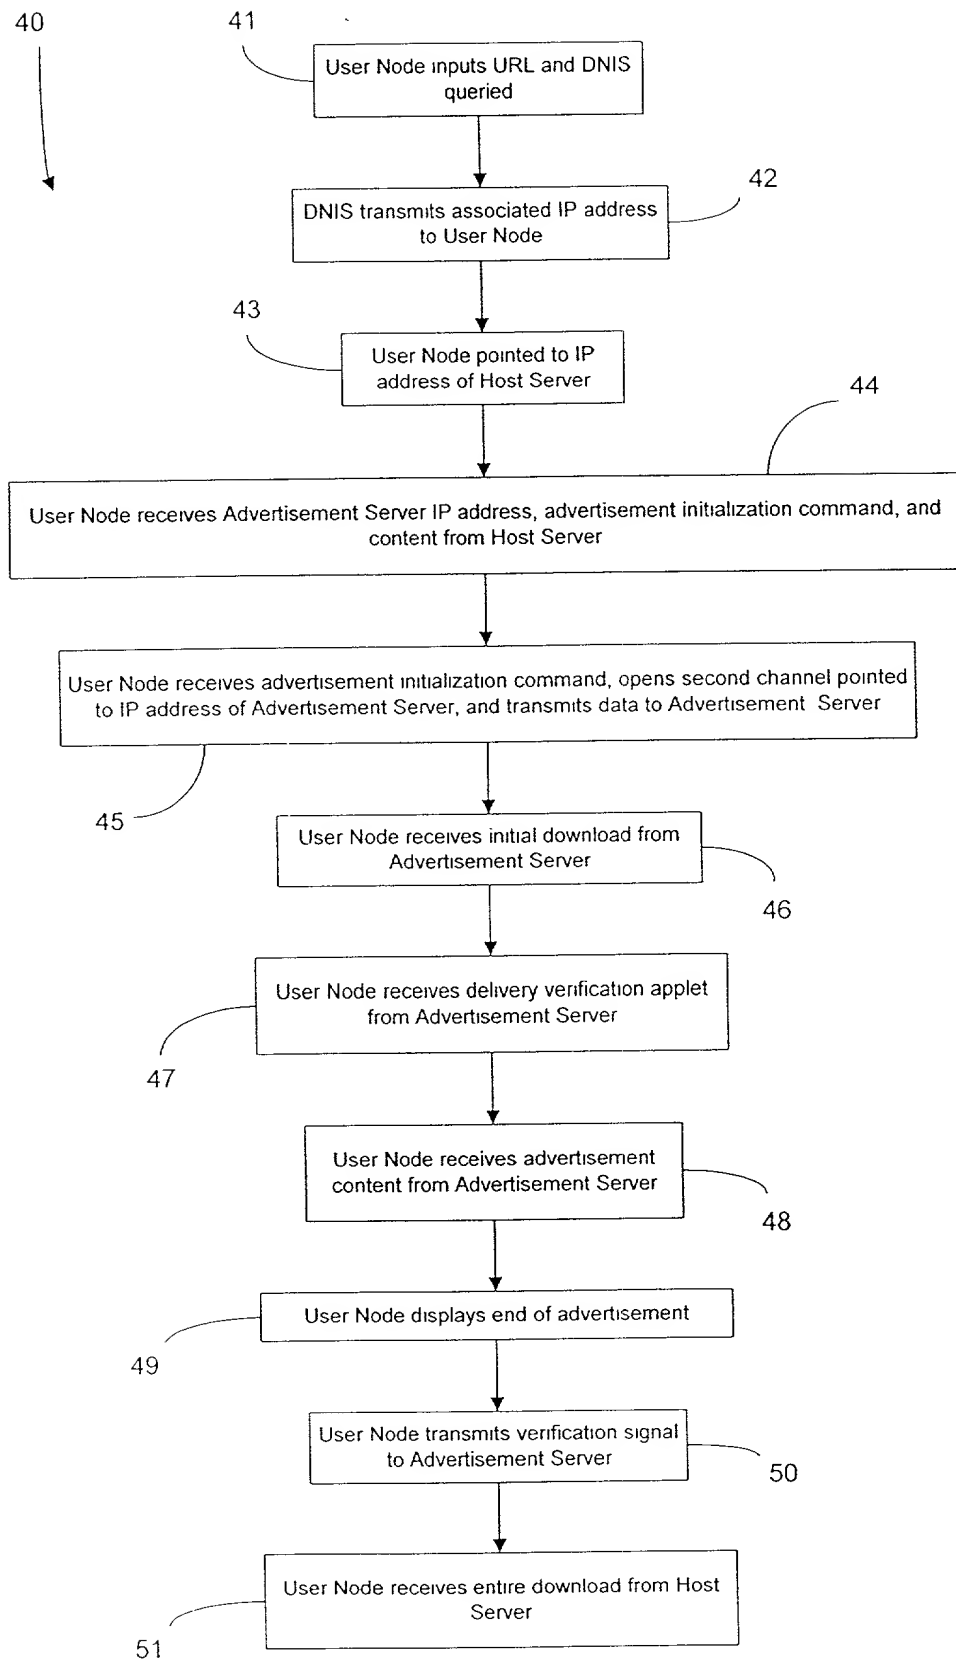 40
41
User Node inputs URL and DNIS
queried
42
DNIS transmits associated IP address
to User Node
43
User Node pointed to IP
address of Host Server
44
User Node receives Advertisement Server IP address, advertisement initialization command, and
content from Host Server
User Node receives advertisement initialization command, opens second channel pointed
to IP address of Advertisement Server, and transmits data to Advertisement Server
45
User Node receives initial download from
Advertisement Server
46
User Node receives delivery verification applet
from Advertisement Server
47
User Node receives advertisement
content from Advertisement Server
48
User Node displays end of advertisement
49
User Node transmits verification signal
to Advertisement Server
50
User Node receives entire download from Host
Server
51